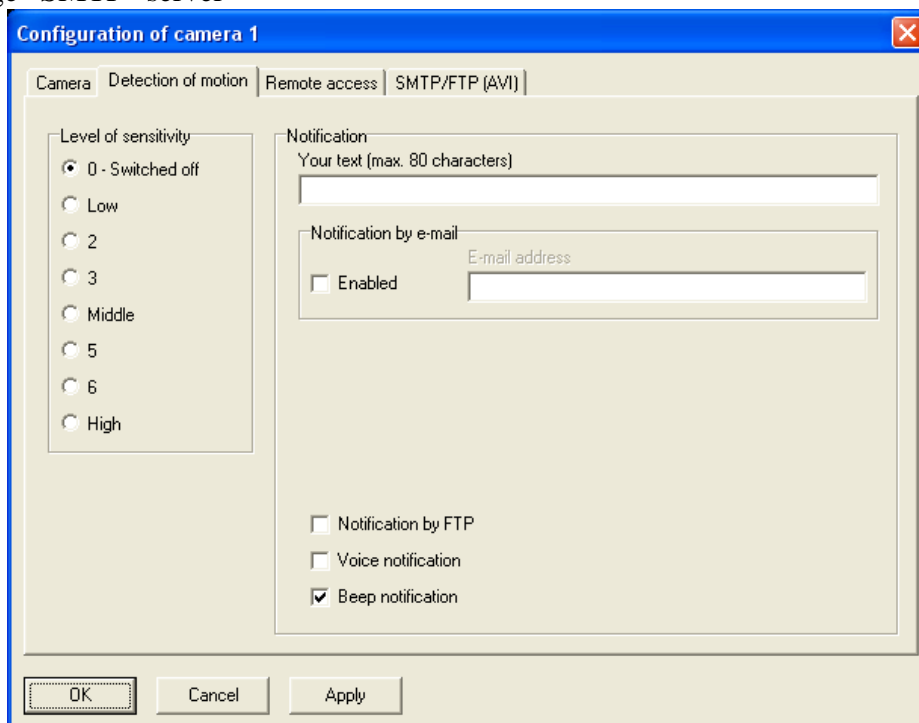 SMTP server
Configuration of camera 1
Camera Detection of motion Remote access SMTP/FTP (AVI)
Level of sensitivity
0 - Switched off
Low
2
3
Middle
5
6
High
Notification
Your text (max. 80 characters)
Notification by e-mail
E-mail address
Enabled
Notification by FTP
Voice notification
Beep notification
OK Cancel Apply